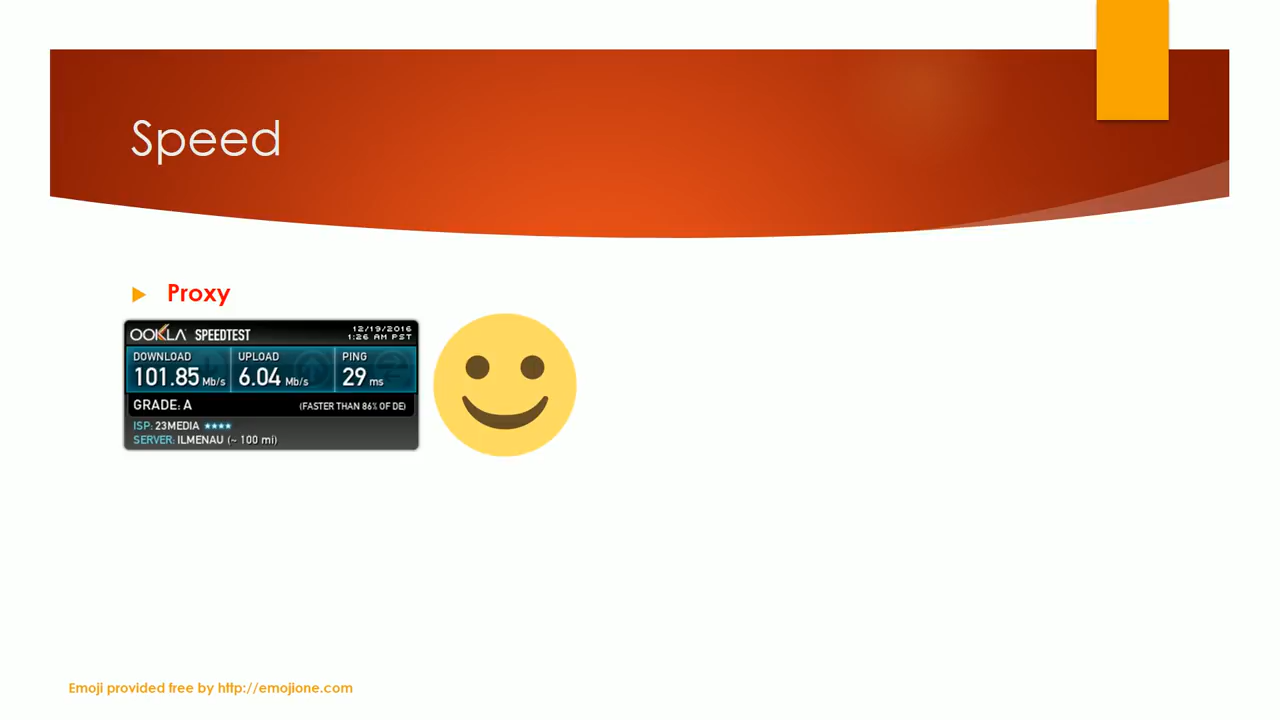 Speed
Proxy
OOKLA SPEEDTEST
12/19/2016
1:26 AM PST
DOWNLOAD UPLOAD PING
101.85 Mb/s 6.04 Mb/s 29 ms
GRADE: A (FASTER THAN 86% OF DE)
ISP: 23MEDIA ★★★★
SERVER: ILMENAU (~ 100 mi)
Emoji provided free by http://emojione.com